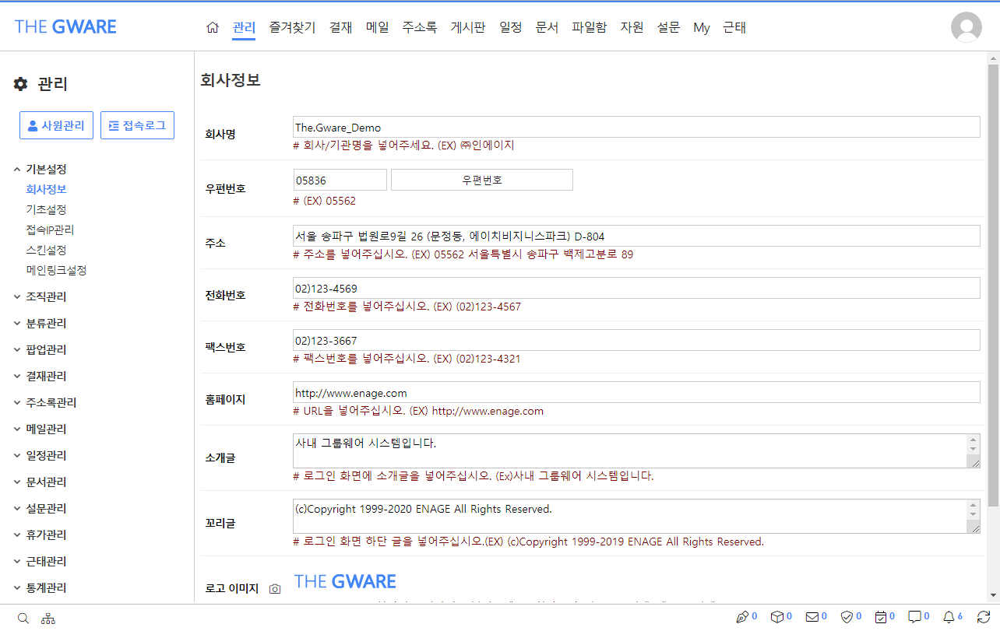 THE GWARE
관리 즐겨찾기 결재 메일 주소록 게시판 일정 문서 파일함 자원 설문 My 근태
관리
사원관리 접속로그
기본설정
회사정보
기초설정
접속IP관리
스킨설정
메인링크설정
조직관리
분류관리
팝업관리
결재관리
주소록관리
메일관리
일정관리
문서관리
설문관리
휴가관리
근태관리
통계관리
회사정보
회사명 The.Gware_Demo
# 회사/기관명을 넣어주세요. (EX) ㈜인에이지
우편번호 05836 우편번호
# (EX) 05562
주소 서울 송파구 법원로9길 26 (문정동, 에이치비지니스파크) D-804
# 주소를 넣어주십시오. (EX) 05562 서울특별시 송파구 백제고분로 89
전화번호 02)123-4569
# 전화번호를 넣어주십시오. (EX) (02)123-4567
팩스번호 02)123-3667
# 팩스번호를 넣어주십시오. (EX) (02)123-4321
홈페이지 http://www.enage.com
# URL을 넣어주십시오. (EX) http://www.enage.com
소개글 사내 그룹웨어 시스템입니다.
# 로그인 화면에 소개글을 넣어주십시오. (Ex)사내 그룹웨어 시스템입니다.
꼬리글 (c)Copyright 1999-2020 ENAGE All Rights Reserved.
# 로그인 화면 하단 글을 넣어주십시오.(EX) (c)Copyright 1999-2019 ENAGE All Rights Reserved.
로고 이미지 THE GWARE
0 0 0 0 0 0 6